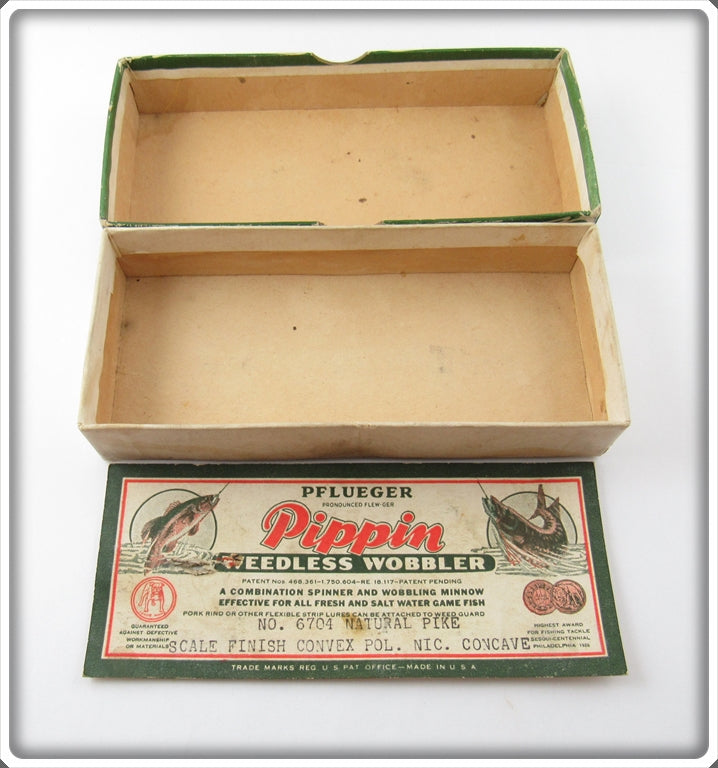 PFLUEGER
PRONOUNCED FLEW-GER
Pippin
WEEDLESS WOBBLER
PATENT Nos. 468,361-1,750,604-RE 18,117-PATENT PENDING
A COMBINATION SPINNER AND WOBBLING MINNOW
EFFECTIVE FOR ALL FRESH AND SALT WATER GAME FISH
PORK RIND OR OTHER FLEXIBLE STRIP LURES CAN BE ATTACHED TO WEED GUARD
NO. 6704 NATURAL PIKE
SCALE FINISH CONVEX POL. NIC. CONCAVE
GUARANTEED
AGAINST DEFECTIVE
WORKMANSHIP
OR MATERIALS
HIGHEST AWARD
FOR FISHING TACKLE
SESQUI-CENTENNIAL
PHILADELPHIA 1926
TRADE MARKS REG. U.S. PAT OFFICE-MADE IN U.S.A